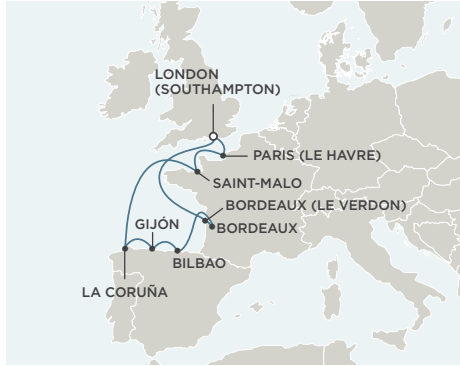 LONDON
(SOUTHAMPTON)
PARIS (LE HAVRE)
SAINT-MALO
BORDEAUX (LE VERDON)
GIJÓN
BORDEAUX
BILBAO
LA CORUÑA